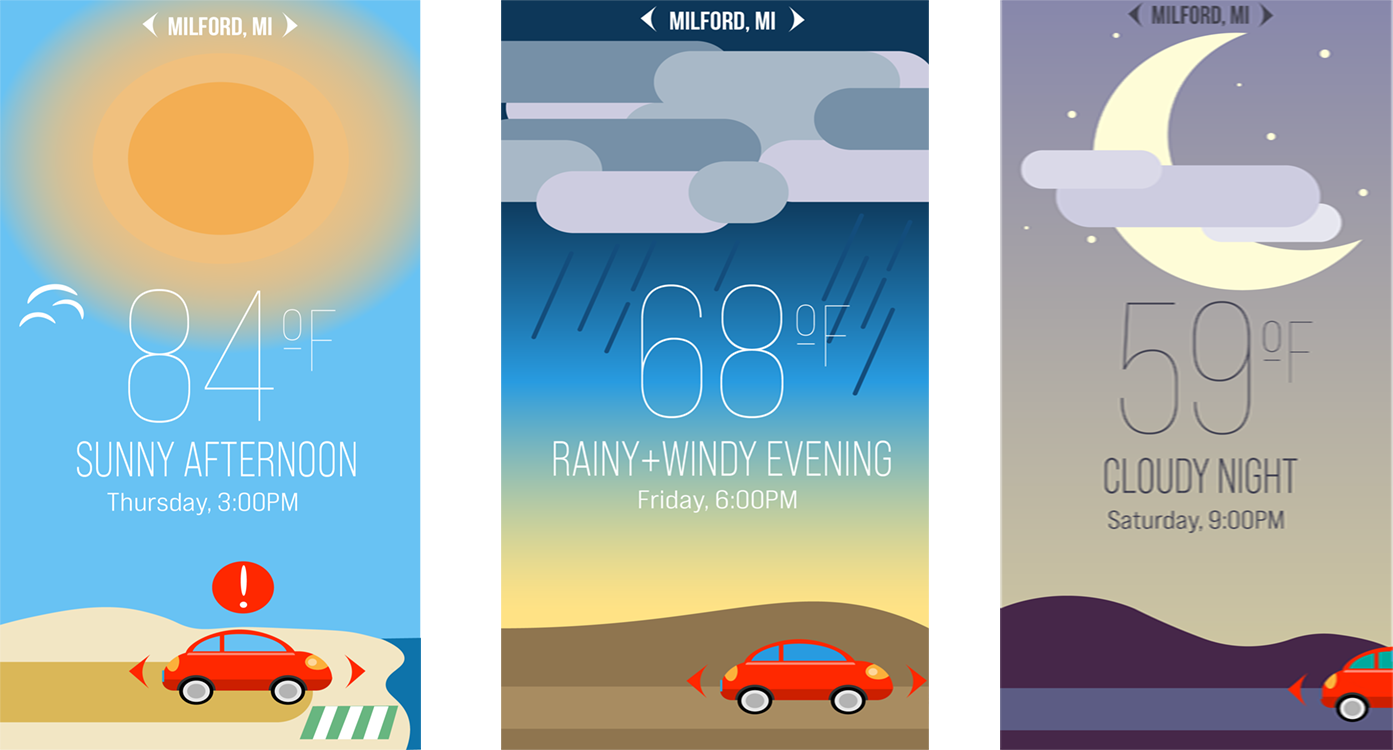 MILFORD, MI
84ºF
SUNNY AFTERNOON
Thursday, 3:00PM
!
MILFORD, MI
68ºF
RAINY+WINDY EVENING
Friday, 6:00PM
MILFORD, MI
59ºF
CLOUDY NIGHT
Saturday, 9:00PM